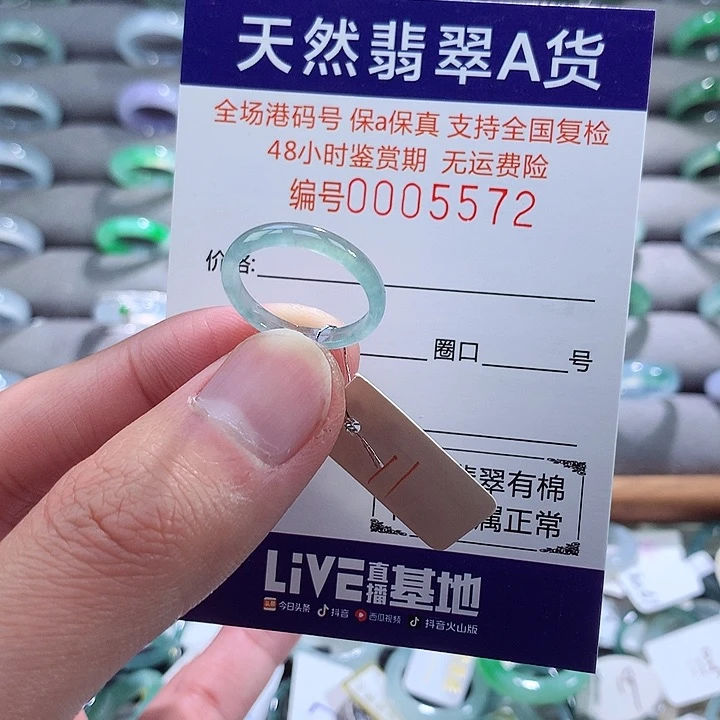 天然翡翠A货
全场港码号 保a保真 支持全国复检
48小时鉴赏期 无运费险
编号0005572
价格:
圈口 号
翠有棉
属正常
LiVE直播基地
今日头条 抖音 西瓜视频 抖音火山版